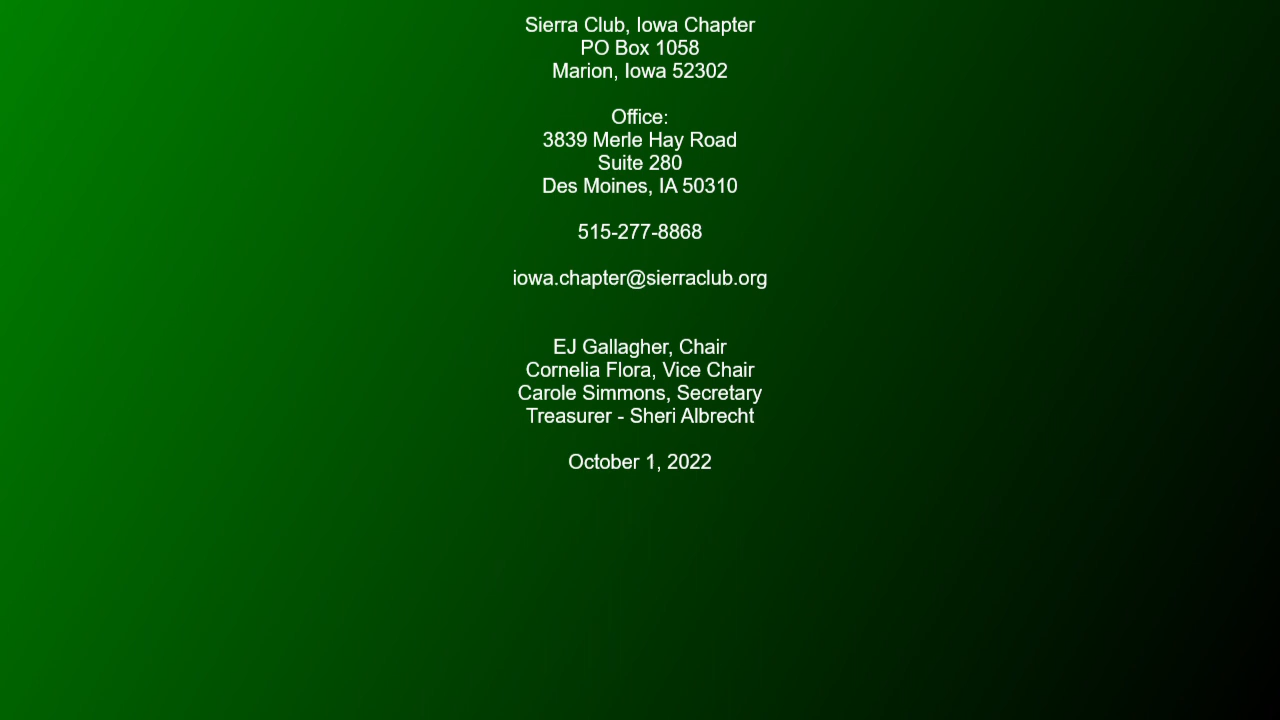 Sierra Club, Iowa Chapter
PO Box 1058
Marion, Iowa 52302
Office:
3839 Merle Hay Road
Suite 280
Des Moines, IA 50310
515-277-8868
iowa.chapter@sierraclub.org
EJ Gallagher, Chair
Cornelia Flora, Vice Chair
Carole Simmons, Secretary
Treasurer - Sheri Albrecht
October 1, 2022